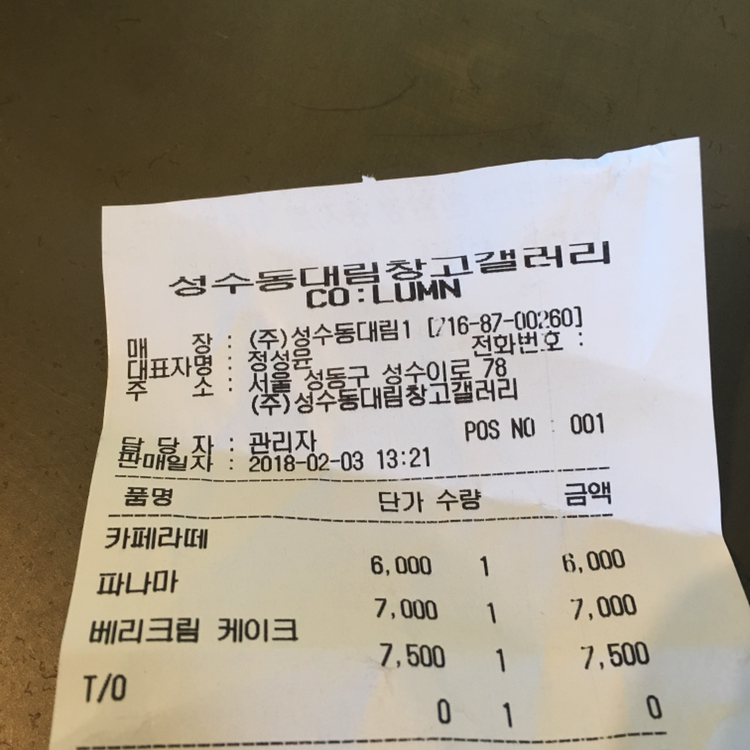 성수동대림창고갤러리
CO:LUMN
매 장 : (주)성수동대림1 [716-87-00260]
대표자명 : 정성윤 전화번호 :
주 소 : 서울 성동구 성수이로 78
(주)성수동대림창고갤러리
담 당 자 : 관리자 POS NO : 001
판매일자 : 2018-02-03 13:21
품명 단가 수량 금액
카페라떼
6,000 1 6,000
파나마
7,000 1 7,000
베리크림 케이크
7,500 1 7,500
T/O
0 1 0